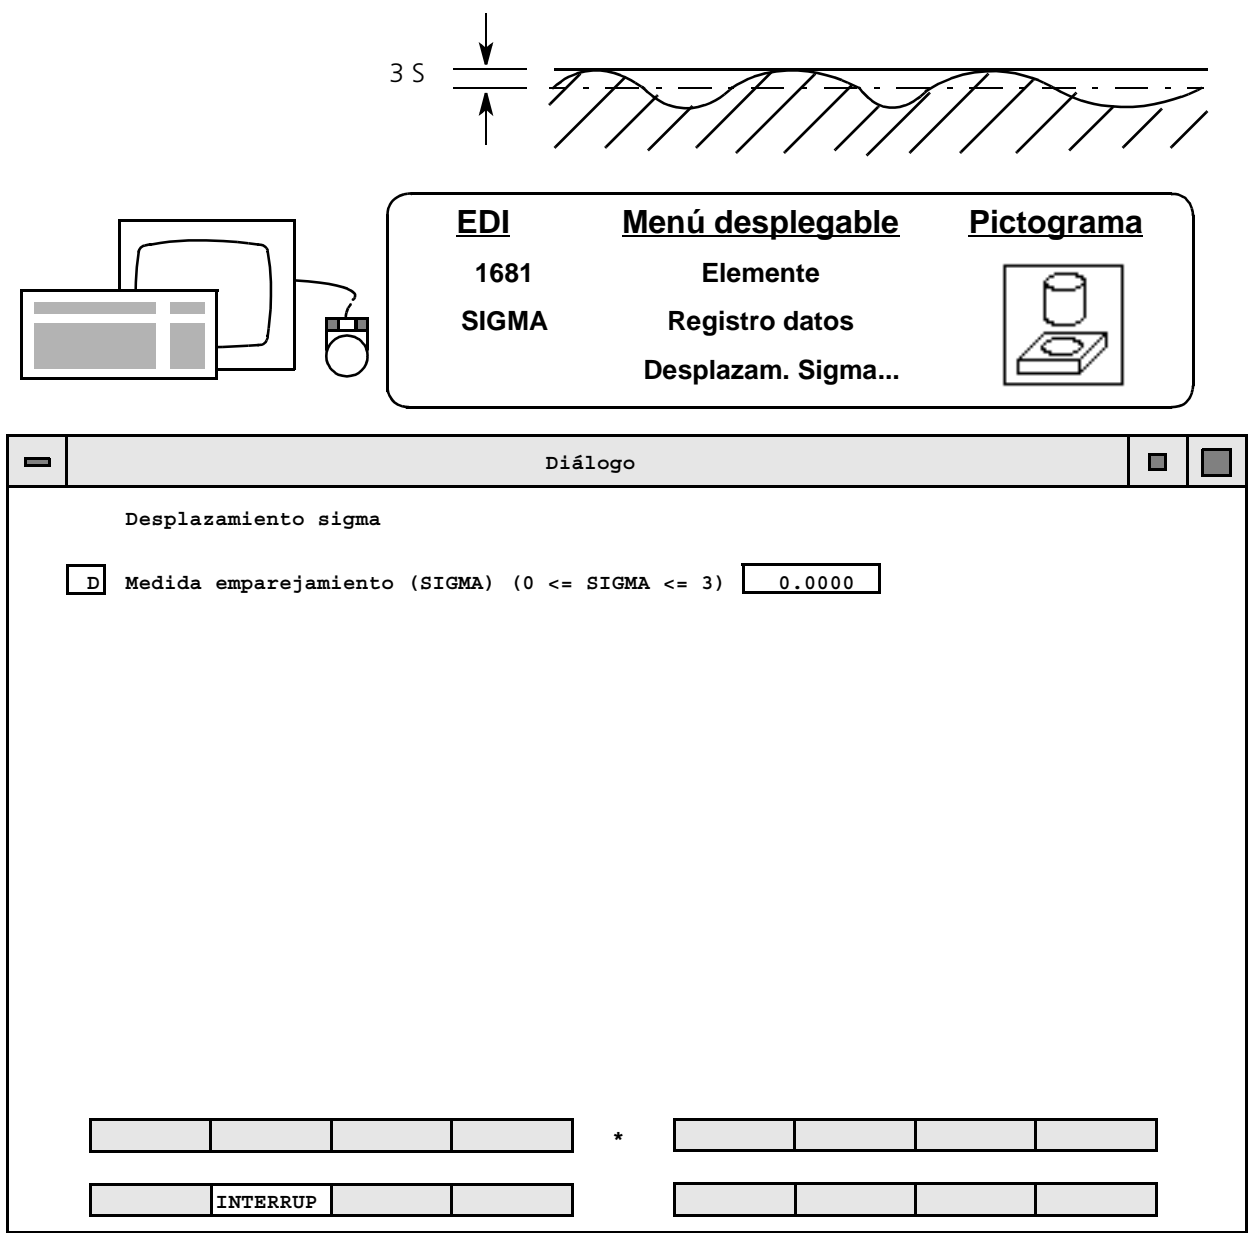 3 S
EDI Menú desplegable Pictograma
1681 Elemente
SIGMA Registro datos
Desplazam. Sigma...
Diálogo
Desplazamiento sigma
D Medida emparejamiento (SIGMA) (0 <= SIGMA <= 3) 0.0000
*
INTERRUP